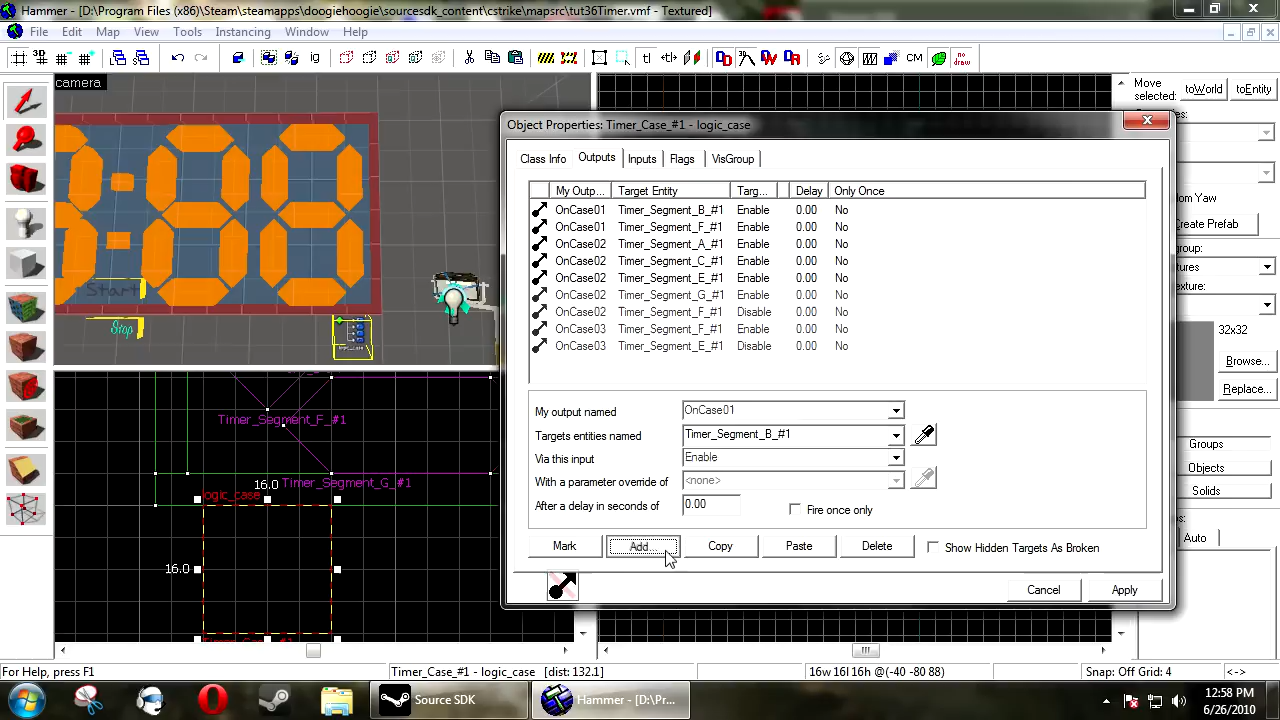 Hammer - [D:\Program Files (x86)\Steam\steamapps\doogiehoogie\sourcesdk_content\cstrike\mapsrc\tut36Timer.vmf - Textured]
File Edit Map View Tools Instancing Window Help
3D ig tl CM no draw
camera
Start
Stop
logic_case
Timer_Segment_F_#1
16.0 Timer_Segment_G_#1
logic_case
16.0
Object Properties: Timer_Case_#1 - logic_case
Class Info Outputs Inputs Flags VisGroup
My Outp... Target Entity Targ... Delay Only Once
OnCase01 Timer_Segment_B_#1 Enable 0.00 No
OnCase01 Timer_Segment_F_#1 Enable 0.00 No
OnCase02 Timer_Segment_A_#1 Enable 0.00 No
OnCase02 Timer_Segment_C_#1 Enable 0.00 No
OnCase02 Timer_Segment_E_#1 Enable 0.00 No
OnCase02 Timer_Segment_G_#1 Enable 0.00 No
OnCase02 Timer_Segment_F_#1 Disable 0.00 No
OnCase03 Timer_Segment_F_#1 Enable 0.00 No
OnCase03 Timer_Segment_E_#1 Disable 0.00 No
My output named OnCase01
Targets entities named Timer_Segment_B_#1
Via this input Enable
With a parameter override of <none>
After a delay in seconds of 0.00 Fire once only
Mark Add... Copy Paste Delete Show Hidden Targets As Broken
Cancel Apply
Move
selected: toWorld toEntity
om Yaw
reate Prefab
group:
tures
exture:
32x32
Browse...
Replace...
Groups
Objects
Solids
Auto
For Help, press F1 Timer_Case_#1 - logic_case [dist: 132.1] 16w 16l 16h @(-40 -80 88) Snap: Off Grid: 4 <->
Source SDK Hammer - [D:\Pr...
12:58 PM
6/26/2010